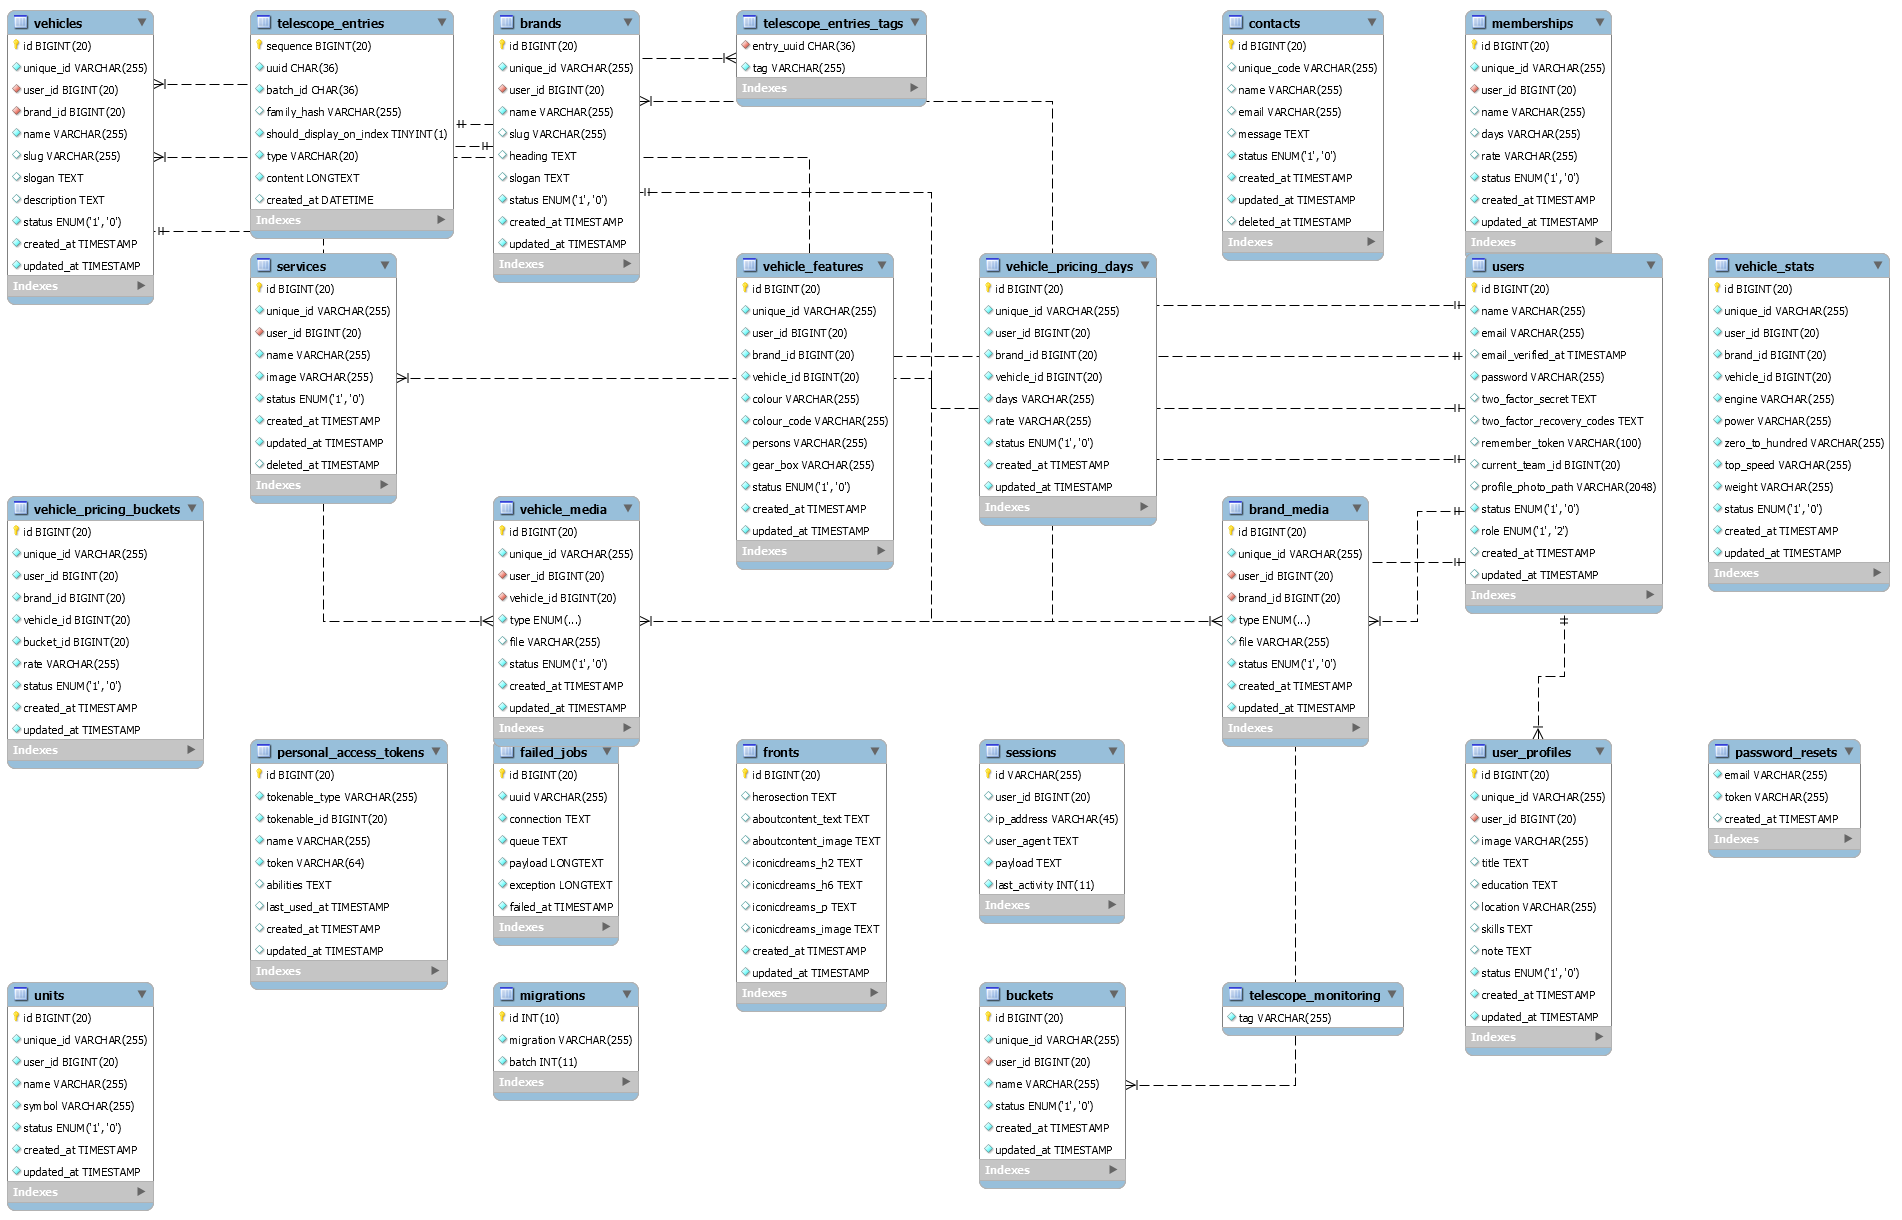 vehicles
id BIGINT(20)
unique_id VARCHAR(255)
user_id BIGINT(20)
brand_id BIGINT(20)
name VARCHAR(255)
slug VARCHAR(255)
slogan TEXT
description TEXT
status ENUM('1','0')
created_at TIMESTAMP
updated_at TIMESTAMP
Indexes
telescope_entries
sequence BIGINT(20)
uuid CHAR(36)
batch_id CHAR(36)
family_hash VARCHAR(255)
should_display_on_index TINYINT(1)
type VARCHAR(20)
content LONGTEXT
created_at DATETIME
Indexes
brands
id BIGINT(20)
unique_id VARCHAR(255)
user_id BIGINT(20)
name VARCHAR(255)
slug VARCHAR(255)
heading TEXT
slogan TEXT
status ENUM('1','0')
created_at TIMESTAMP
updated_at TIMESTAMP
Indexes
telescope_entries_tags
entry_uuid CHAR(36)
tag VARCHAR(255)
Indexes
contacts
id BIGINT(20)
unique_code VARCHAR(255)
name VARCHAR(255)
email VARCHAR(255)
message TEXT
status ENUM('1','0')
created_at TIMESTAMP
updated_at TIMESTAMP
deleted_at TIMESTAMP
Indexes
memberships
id BIGINT(20)
unique_id VARCHAR(255)
user_id BIGINT(20)
name VARCHAR(255)
days VARCHAR(255)
rate VARCHAR(255)
status ENUM('1','0')
created_at TIMESTAMP
updated_at TIMESTAMP
Indexes
services
id BIGINT(20)
unique_id VARCHAR(255)
user_id BIGINT(20)
name VARCHAR(255)
image VARCHAR(255)
status ENUM('1','0')
created_at TIMESTAMP
updated_at TIMESTAMP
deleted_at TIMESTAMP
Indexes
vehicle_features
id BIGINT(20)
unique_id VARCHAR(255)
user_id BIGINT(20)
brand_id BIGINT(20)
vehicle_id BIGINT(20)
colour VARCHAR(255)
colour_code VARCHAR(255)
persons VARCHAR(255)
gear_box VARCHAR(255)
status ENUM('1','0')
created_at TIMESTAMP
updated_at TIMESTAMP
Indexes
vehicle_pricing_days
id BIGINT(20)
unique_id VARCHAR(255)
user_id BIGINT(20)
brand_id BIGINT(20)
vehicle_id BIGINT(20)
days VARCHAR(255)
rate VARCHAR(255)
status ENUM('1','0')
created_at TIMESTAMP
updated_at TIMESTAMP
Indexes
users
id BIGINT(20)
name VARCHAR(255)
email VARCHAR(255)
email_verified_at TIMESTAMP
password VARCHAR(255)
two_factor_secret TEXT
two_factor_recovery_codes TEXT
remember_token VARCHAR(100)
current_team_id BIGINT(20)
profile_photo_path VARCHAR(2048)
status ENUM('1','0')
role ENUM('1','2')
created_at TIMESTAMP
updated_at TIMESTAMP
Indexes
vehicle_stats
id BIGINT(20)
unique_id VARCHAR(255)
user_id BIGINT(20)
brand_id BIGINT(20)
vehicle_id BIGINT(20)
engine VARCHAR(255)
power VARCHAR(255)
zero_to_hundred VARCHAR(255)
top_speed VARCHAR(255)
weight VARCHAR(255)
status ENUM('1','0')
created_at TIMESTAMP
updated_at TIMESTAMP
Indexes
vehicle_pricing_buckets
id BIGINT(20)
unique_id VARCHAR(255)
user_id BIGINT(20)
brand_id BIGINT(20)
vehicle_id BIGINT(20)
bucket_id BIGINT(20)
rate VARCHAR(255)
status ENUM('1','0')
created_at TIMESTAMP
updated_at TIMESTAMP
Indexes
vehicle_media
id BIGINT(20)
unique_id VARCHAR(255)
user_id BIGINT(20)
vehicle_id BIGINT(20)
type ENUM(...)
file VARCHAR(255)
status ENUM('1','0')
created_at TIMESTAMP
updated_at TIMESTAMP
Indexes
brand_media
id BIGINT(20)
unique_id VARCHAR(255)
user_id BIGINT(20)
brand_id BIGINT(20)
type ENUM(...)
file VARCHAR(255)
status ENUM('1','0')
created_at TIMESTAMP
updated_at TIMESTAMP
Indexes
personal_access_tokens
id BIGINT(20)
tokenable_type VARCHAR(255)
tokenable_id BIGINT(20)
name VARCHAR(255)
token VARCHAR(64)
abilities TEXT
last_used_at TIMESTAMP
created_at TIMESTAMP
updated_at TIMESTAMP
Indexes
failed_jobs
id BIGINT(20)
uuid VARCHAR(255)
connection TEXT
queue TEXT
payload LONGTEXT
exception LONGTEXT
failed_at TIMESTAMP
Indexes
fronts
id BIGINT(20)
herosection TEXT
aboutcontent_text TEXT
aboutcontent_image TEXT
iconicdreams_h2 TEXT
iconicdreams_h6 TEXT
iconicdreams_p TEXT
iconicdreams_image TEXT
created_at TIMESTAMP
updated_at TIMESTAMP
Indexes
sessions
id VARCHAR(255)
user_id BIGINT(20)
ip_address VARCHAR(45)
user_agent TEXT
payload TEXT
last_activity INT(11)
Indexes
user_profiles
id BIGINT(20)
unique_id VARCHAR(255)
user_id BIGINT(20)
image VARCHAR(255)
title TEXT
education TEXT
location VARCHAR(255)
skills TEXT
note TEXT
status ENUM('1','0')
created_at TIMESTAMP
updated_at TIMESTAMP
Indexes
password_resets
email VARCHAR(255)
token VARCHAR(255)
created_at TIMESTAMP
Indexes
units
id BIGINT(20)
unique_id VARCHAR(255)
user_id BIGINT(20)
name VARCHAR(255)
symbol VARCHAR(255)
status ENUM('1','0')
created_at TIMESTAMP
updated_at TIMESTAMP
Indexes
migrations
id INT(10)
migration VARCHAR(255)
batch INT(11)
Indexes
buckets
id BIGINT(20)
unique_id VARCHAR(255)
user_id BIGINT(20)
name VARCHAR(255)
status ENUM('1','0')
created_at TIMESTAMP
updated_at TIMESTAMP
Indexes
telescope_monitoring
tag VARCHAR(255)